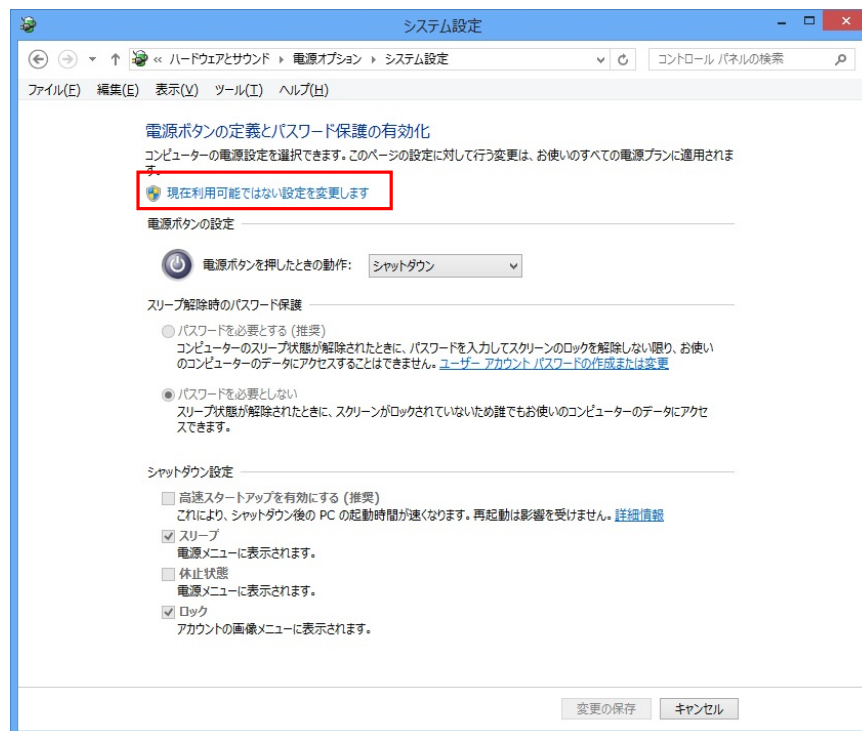 システム設定
« ハードウェアとサウンド ▸ 電源オプション ▸ システム設定
コントロール パネルの検索
ファイル(F) 編集(E) 表示(V) ツール(T) ヘルプ(H)
電源ボタンの定義とパスワード保護の有効化
コンピューターの電源設定を選択できます。このページの設定に対して行う変更は、お使いのすべての電源プランに適用されま
す。
現在利用可能ではない設定を変更します
電源ボタンの設定
電源ボタンを押したときの動作: シャットダウン
スリープ解除時のパスワード保護
パスワードを必要とする (推奨)
コンピューターのスリープ状態が解除されたときに、パスワードを入力してスクリーンのロックを解除しない限り、お使い
のコンピューターのデータにアクセスすることはできません。ユーザー アカウント パスワードの作成または変更
パスワードを必要としない
スリープ状態が解除されたときに、スクリーンがロックされていないため誰でもお使いのコンピューターのデータにアクセ
スできます。
シャットダウン設定
高速スタートアップを有効にする (推奨)
これにより、シャットダウン後の PC の起動時間が速くなります。再起動は影響を受けません。詳細情報
スリープ
電源メニューに表示されます。
休止状態
電源メニューに表示されます。
ロック
アカウントの画像メニューに表示されます。
変更の保存 キャンセル